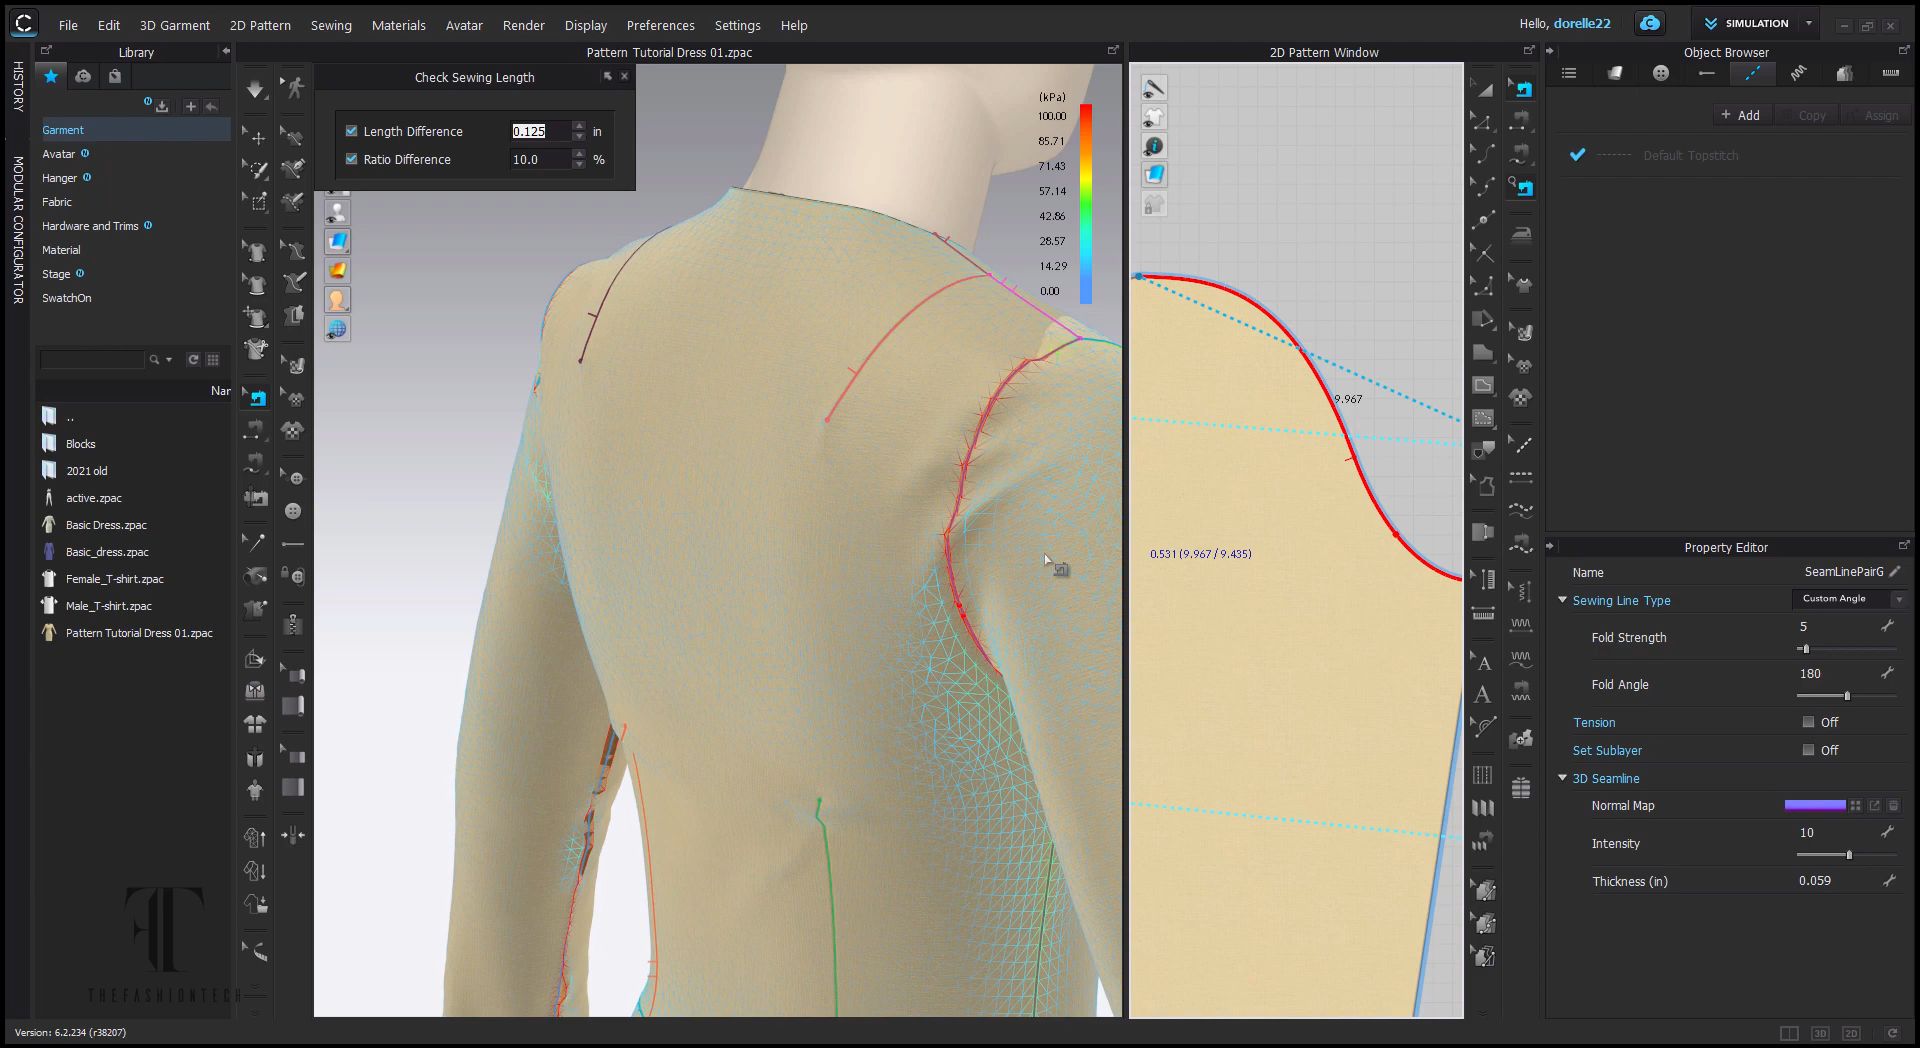 File Edit 3D Garment 2D Pattern Sewing Materials Avatar Render Display Preferences Settings Help
Hello, dorelle22
SIMULATION
HISTORY
MODULAR CONFIGURATOR
Library
Garment
Avatar
Hanger
Fabric
Hardware and Trims
Material
Stage
SwatchOn
Nar
..
Blocks
2021 old
active.zpac
Basic Dress.zpac
Basic_dress.zpac
Female_T-shirt.zpac
Male_T-shirt.zpac
Pattern Tutorial Dress 01.zpac
THEFASHIONTECH
Version: 6.2.234 (r38207)
Pattern Tutorial Dress 01.zpac
Check Sewing Length
Length Difference 0.125 in
Ratio Difference 10.0 %
(kPa)
100.00
85.71
71.43
57.14
42.86
28.57
14.29
0.00
2D Pattern Window
9.967
0.531 (9.967 / 9.435)
A
A
Object Browser
+ Add Copy Assign
Default Topstitch
Property Editor
Name SeamLinePairG
Sewing Line Type Custom Angle
Fold Strength 5
Fold Angle 180
Tension Off
Set Sublayer Off
3D Seamline
Normal Map
Intensity 10
Thickness (in) 0.059
3D 2D